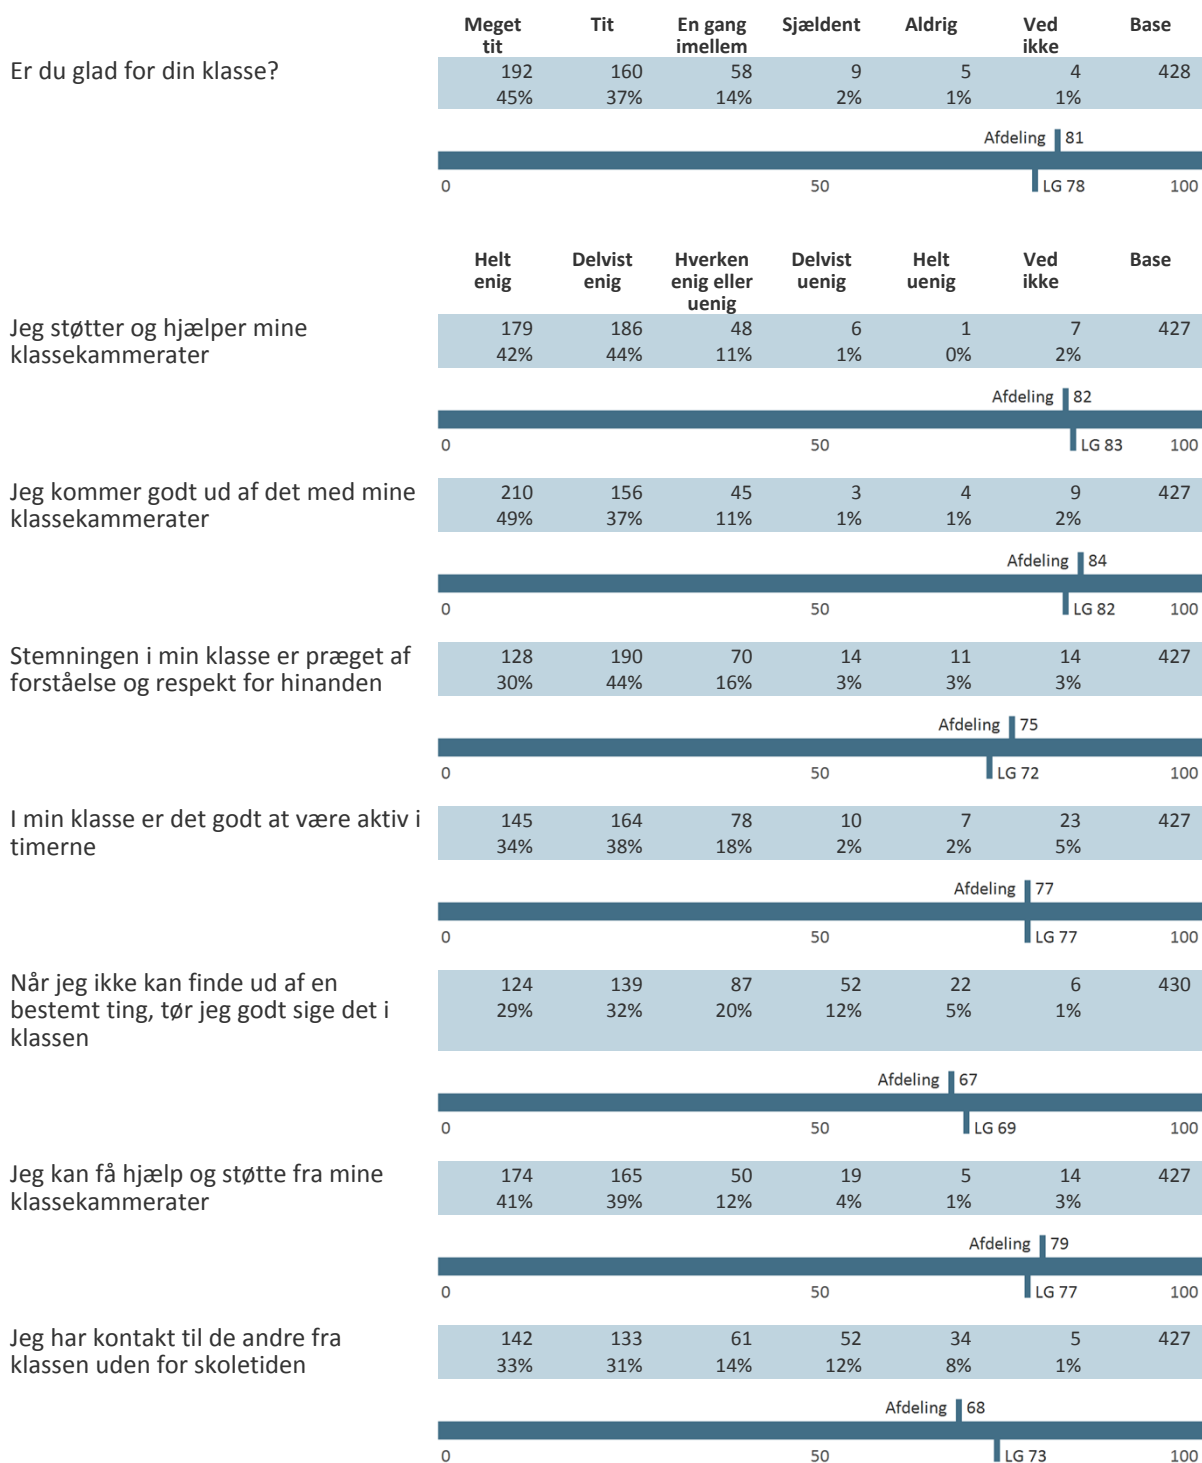 Meget tit Tit En gang imellem Sjældent Aldrig Ved ikke Base
Er du glad for din klasse? 192 160 58 9 5 4 428
45% 37% 14% 2% 1% 1%
Afdeling 81
0 50 LG 78 100
Helt enig Delvist enig Hverken enig eller uenig Delvist uenig Helt uenig Ved ikke Base
Jeg støtter og hjælper mine 179 186 48 6 1 7 427
klassekammerater 42% 44% 11% 1% 0% 2%
Afdeling 82
0 50 LG 83 100
Jeg kommer godt ud af det med mine 210 156 45 3 4 9 427
klassekammerater 49% 37% 11% 1% 1% 2%
Afdeling 84
0 50 LG 82 100
Stemningen i min klasse er præget af 128 190 70 14 11 14 427
forståelse og respekt for hinanden 30% 44% 16% 3% 3% 3%
Afdeling 75
0 50 LG 72 100
I min klasse er det godt at være aktiv i 145 164 78 10 7 23 427
timerne 34% 38% 18% 2% 2% 5%
Afdeling 77
0 50 LG 77 100
Når jeg ikke kan finde ud af en 124 139 87 52 22 6 430
bestemt ting, tør jeg godt sige det i 29% 32% 20% 12% 5% 1%
klassen
Afdeling 67
0 50 LG 69 100
Jeg kan få hjælp og støtte fra mine 174 165 50 19 5 14 427
klassekammerater 41% 39% 12% 4% 1% 3%
Afdeling 79
0 50 LG 77 100
Jeg har kontakt til de andre fra 142 133 61 52 34 5 427
klassen uden for skoletiden 33% 31% 14% 12% 8% 1%
Afdeling 68
0 50 LG 73 100